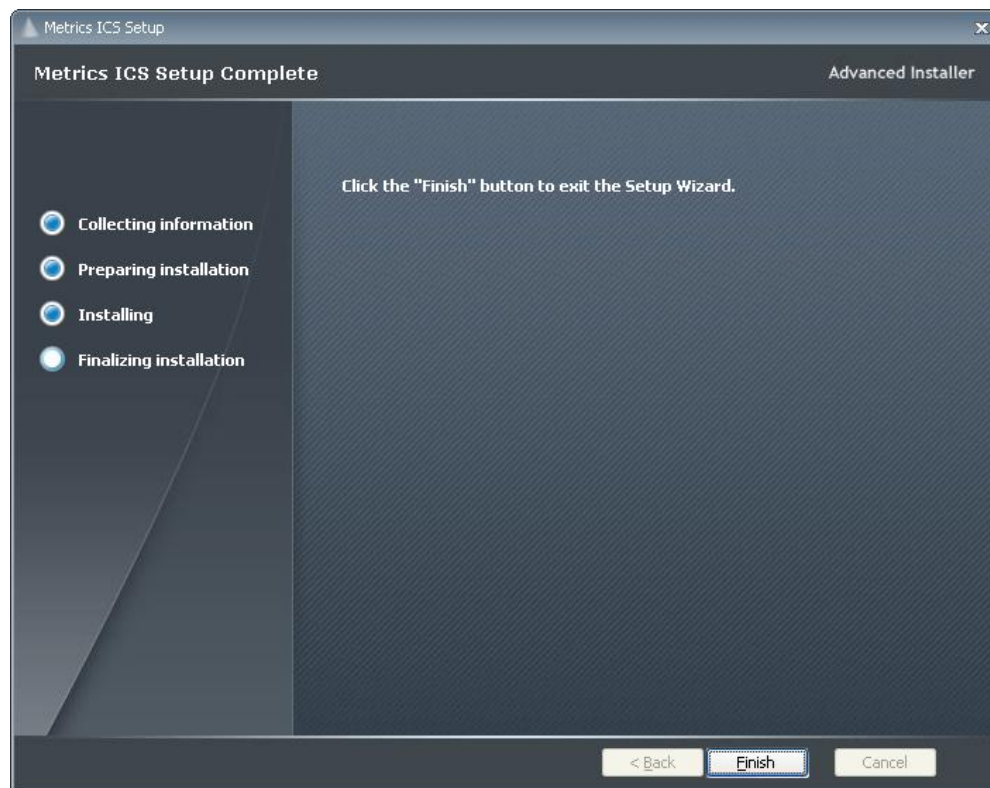 Metrics ICS Setup
Metrics ICS Setup Complete
Advanced Installer
Click the "Finish" button to exit the Setup Wizard.
Collecting information
Preparing installation
Installing
Finalizing installation
< Back
Finish
Cancel